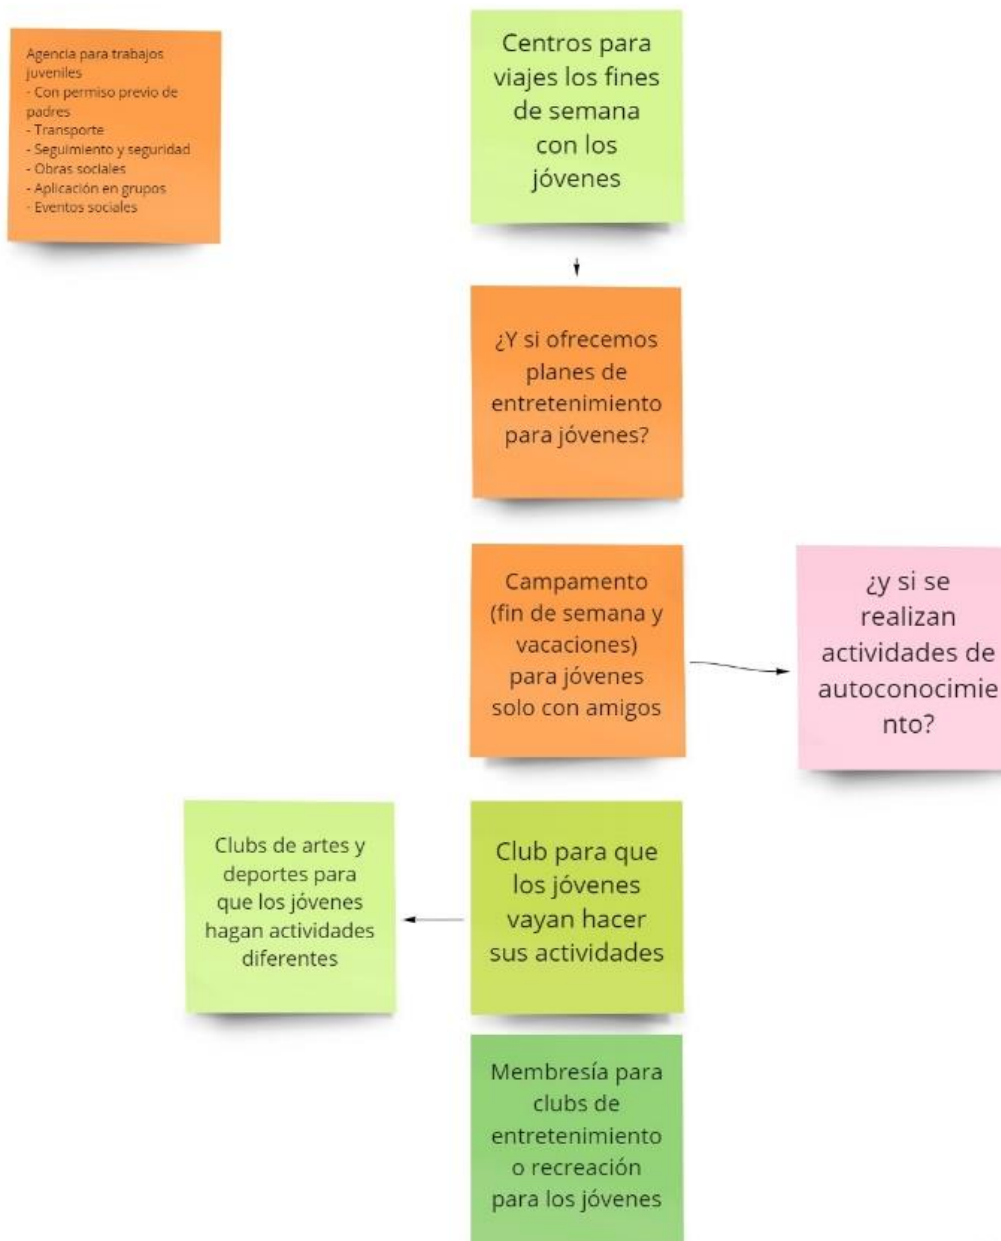 Agencia para trabajos
juveniles
- Con permiso previo de
padres
- Transporte
- Seguimiento y seguridad
- Obras sociales
- Aplicación en grupos
- Eventos sociales
Centros para
viajes los fines
de semana
con los
jóvenes
¿Y si ofrecemos
planes de
entretenimiento
para jóvenes?
Campamento
(fin de semana y
vacaciones)
para jóvenes
solo con amigos
¿y si se
realizan
actividades de
autoconocimie
nto?
Clubs de artes y
deportes para
que los jóvenes
hagan actividades
diferentes
Club para que
los jóvenes
vayan hacer
sus actividades
Membresía para
clubs de
entretenimiento
o recreación
para los jóvenes